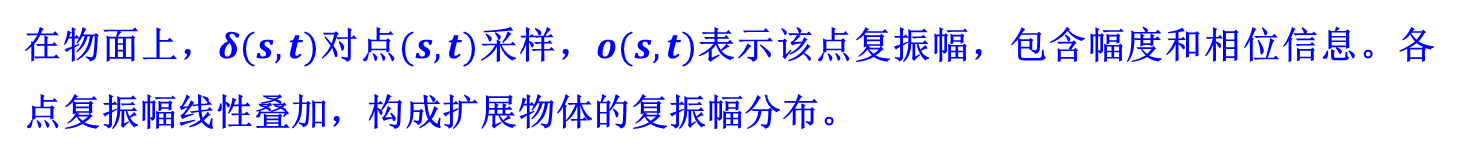 在物面上，δ(s,t)对点(s,t)采样，o(s,t)表示该点复振幅，包含幅度和相位信息。各
点复振幅线性叠加，构成扩展物体的复振幅分布。